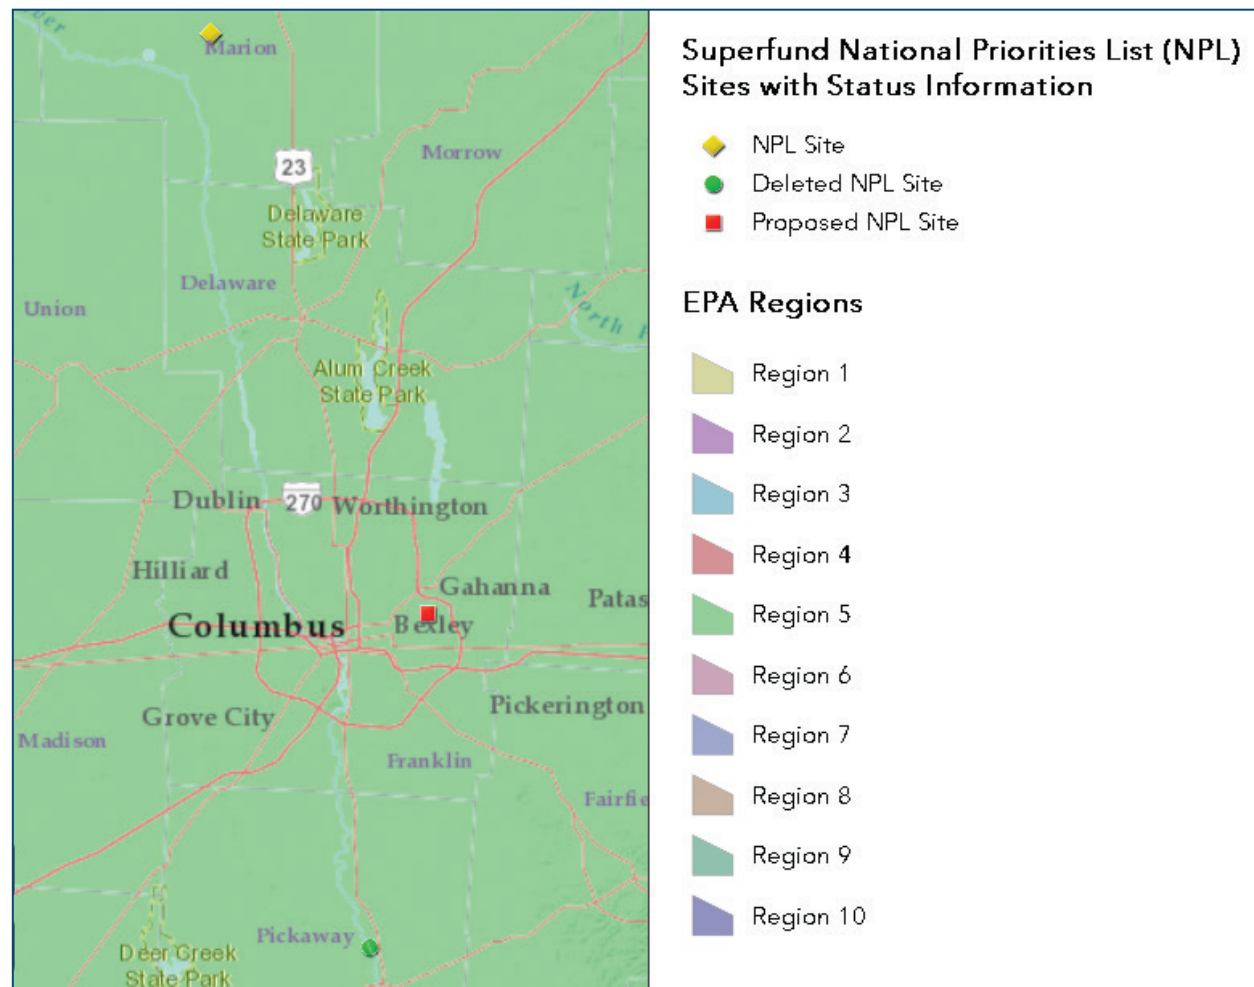 Marion
23
Morrow
Delaware
State Park
Delaware
Union
North
Alum Creek
State Park
Dublin
270
Worthington
Hilliard
Gahanna
Patas
Columbus
Bexley
Pickerington
Grove City
Madison
Franklin
Fairfie
Pickaway
Deer Creek
State Park
Superfund National Priorities List (NPL)
Sites with Status Information
NPL Site
Deleted NPL Site
Proposed NPL Site
EPA Regions
Region 1
Region 2
Region 3
Region 4
Region 5
Region 6
Region 7
Region 8
Region 9
Region 10